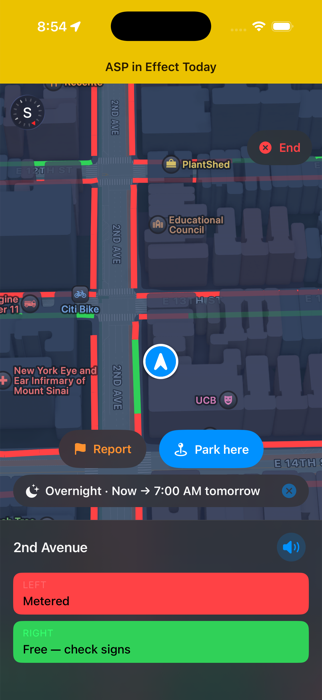 8:54
ASP in Effect Today
S
2ND AVE
PlantShed
End
Educational
Council
2ND AVE
Citi Bike
New York Eye and
Ear Infirmary of
Mount Sinai
2ND AVE
UCB
Report
Park here
E 14TH S
Overnight · Now → 7:00 AM tomorrow
2nd Avenue
LEFT
Metered
RIGHT
Free — check signs